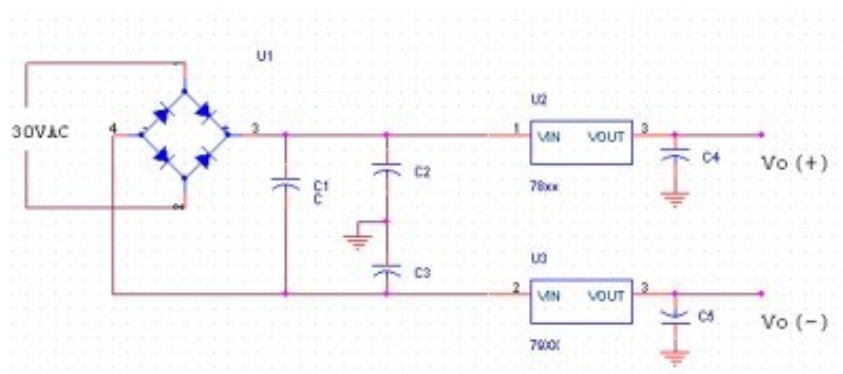 U1
30VAC
4
3
2
C1
C
C2
C3
U2
1
VIN
VOUT
3
78xx
C4
Vo(+)
U3
2
VIN
VOUT
3
79XX
C5
Vo(-)